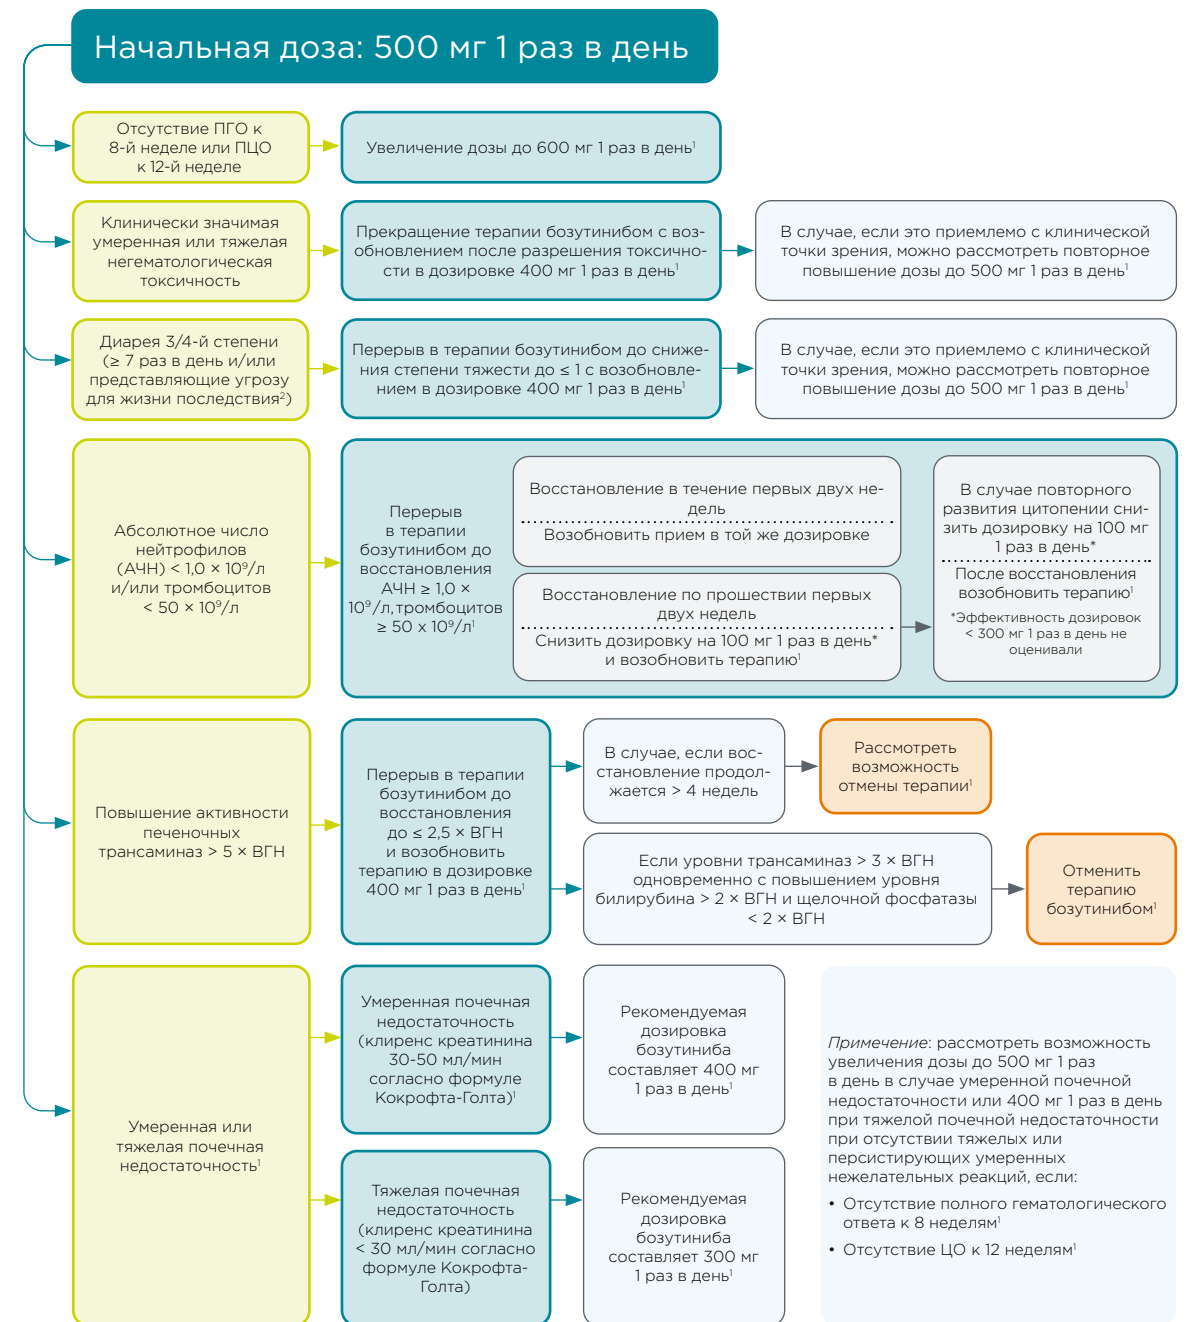 Начальная доза: 500 мг 1 раз в день
Отсутствие ПГО к
8-й неделе или ПЦО
к 12-й неделе
Увеличение дозы до 600 мг 1 раз в день¹
Клинически значимая
умеренная или тяжелая
негематологическая
токсичность
Прекращение терапии бозутинибом с воз-
обновлением после разрешения токсично-
сти в дозировке 400 мг 1 раз в день¹
В случае, если это приемлемо с клинической
точки зрения, можно рассмотреть повторное
повышение дозы до 500 мг 1 раз в день¹
Диарея 3/4-й степени
(≥ 7 раз в день и/или
представляющие угрозу
для жизни последствия²)
Перерыв в терапии бозутинибом до сниже-
ния степени тяжести до ≤ 1 с возобновле-
нием в дозировке 400 мг 1 раз в день¹
В случае, если это приемлемо с клинической
точки зрения, можно рассмотреть повторное
повышение дозы до 500 мг 1 раз в день¹
Абсолютное число
нейтрофилов
(АЧН) < 1,0 × 10⁹/л
и/или тромбоцитов
< 50 × 10⁹/л
Перерыв
в терапии
бозутинибом до
восстановления
АЧН ≥ 1,0 ×
10⁹/л, тромбоцитов
≥ 50 x 10⁹/л¹
Восстановление в течение первых двух не-
дель
Возобновить прием в той же дозировке
Восстановление по прошествии первых
двух недель
Снизить дозировку на 100 мг 1 раз в день*
и возобновить терапию¹
В случае повторного
развития цитопении сни-
зить дозировку на 100 мг
1 раз в день*
После восстановления
возобновить терапию¹
*Эффективность дозировок
< 300 мг 1 раз в день не
оценивали
Повышение активности
печеночных
трансаминаз > 5 × ВГН
Перерыв в терапии
бозутинибом до
восстановления
до ≤ 2,5 × ВГН
и возобновить
терапию в дозировке
400 мг 1 раз в день¹
В случае, если вос-
становление продол-
жается > 4 недель
Рассмотреть
возможность
отмены терапии¹
Если уровни трансаминаз > 3 × ВГН
одновременно с повышением уровня
билирубина > 2 × ВГН и щелочной фосфатазы
< 2 × ВГН
Отменить
терапию
бозутинибом¹
Умеренная или
тяжелая почечная
недостаточность¹
Умеренная почечная
недостаточность
(клиренс креатинина
30-50 мл/мин
согласно формуле
Кокрофта-Голта)¹
Рекомендуемая
дозировка
бозутиниба
составляет 400 мг
1 раз в день¹
Тяжелая почечная
недостаточность
(клиренс креатинина
< 30 мл/мин согласно
формуле Кокрофта-
Голта)
Рекомендуемая
дозировка
бозутиниба
составляет 300 мг
1 раз в день¹
Примечание: рассмотреть возможность
увеличения дозы до 500 мг 1 раз
в день в случае умеренной почечной
недостаточности или 400 мг 1 раз в день
при тяжелой почечной недостаточности
при отсутствии тяжелых или
персистирующих умеренных
нежелательных реакций, если:
• Отсутствие полного гематологического
ответа к 8 неделям¹
• Отсутствие ЦО к 12 неделям¹